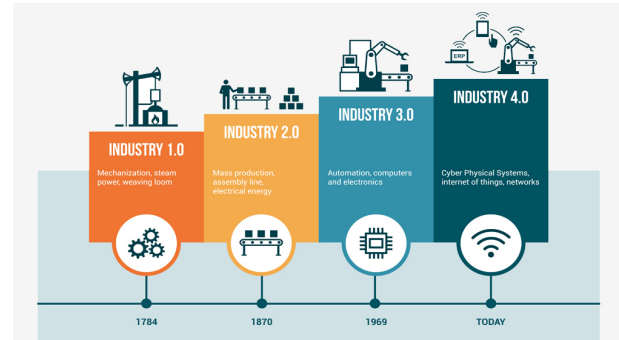 ERP
INDUSTRY 1.0
Mechanization, steam
power, weaving loom
INDUSTRY 2.0
Mass production,
assembly line,
electrical energy
INDUSTRY 3.0
Automation, computers
and electronics
INDUSTRY 4.0
Cyber Physical Systems,
internet of things, networks
1784
1870
1969
TODAY